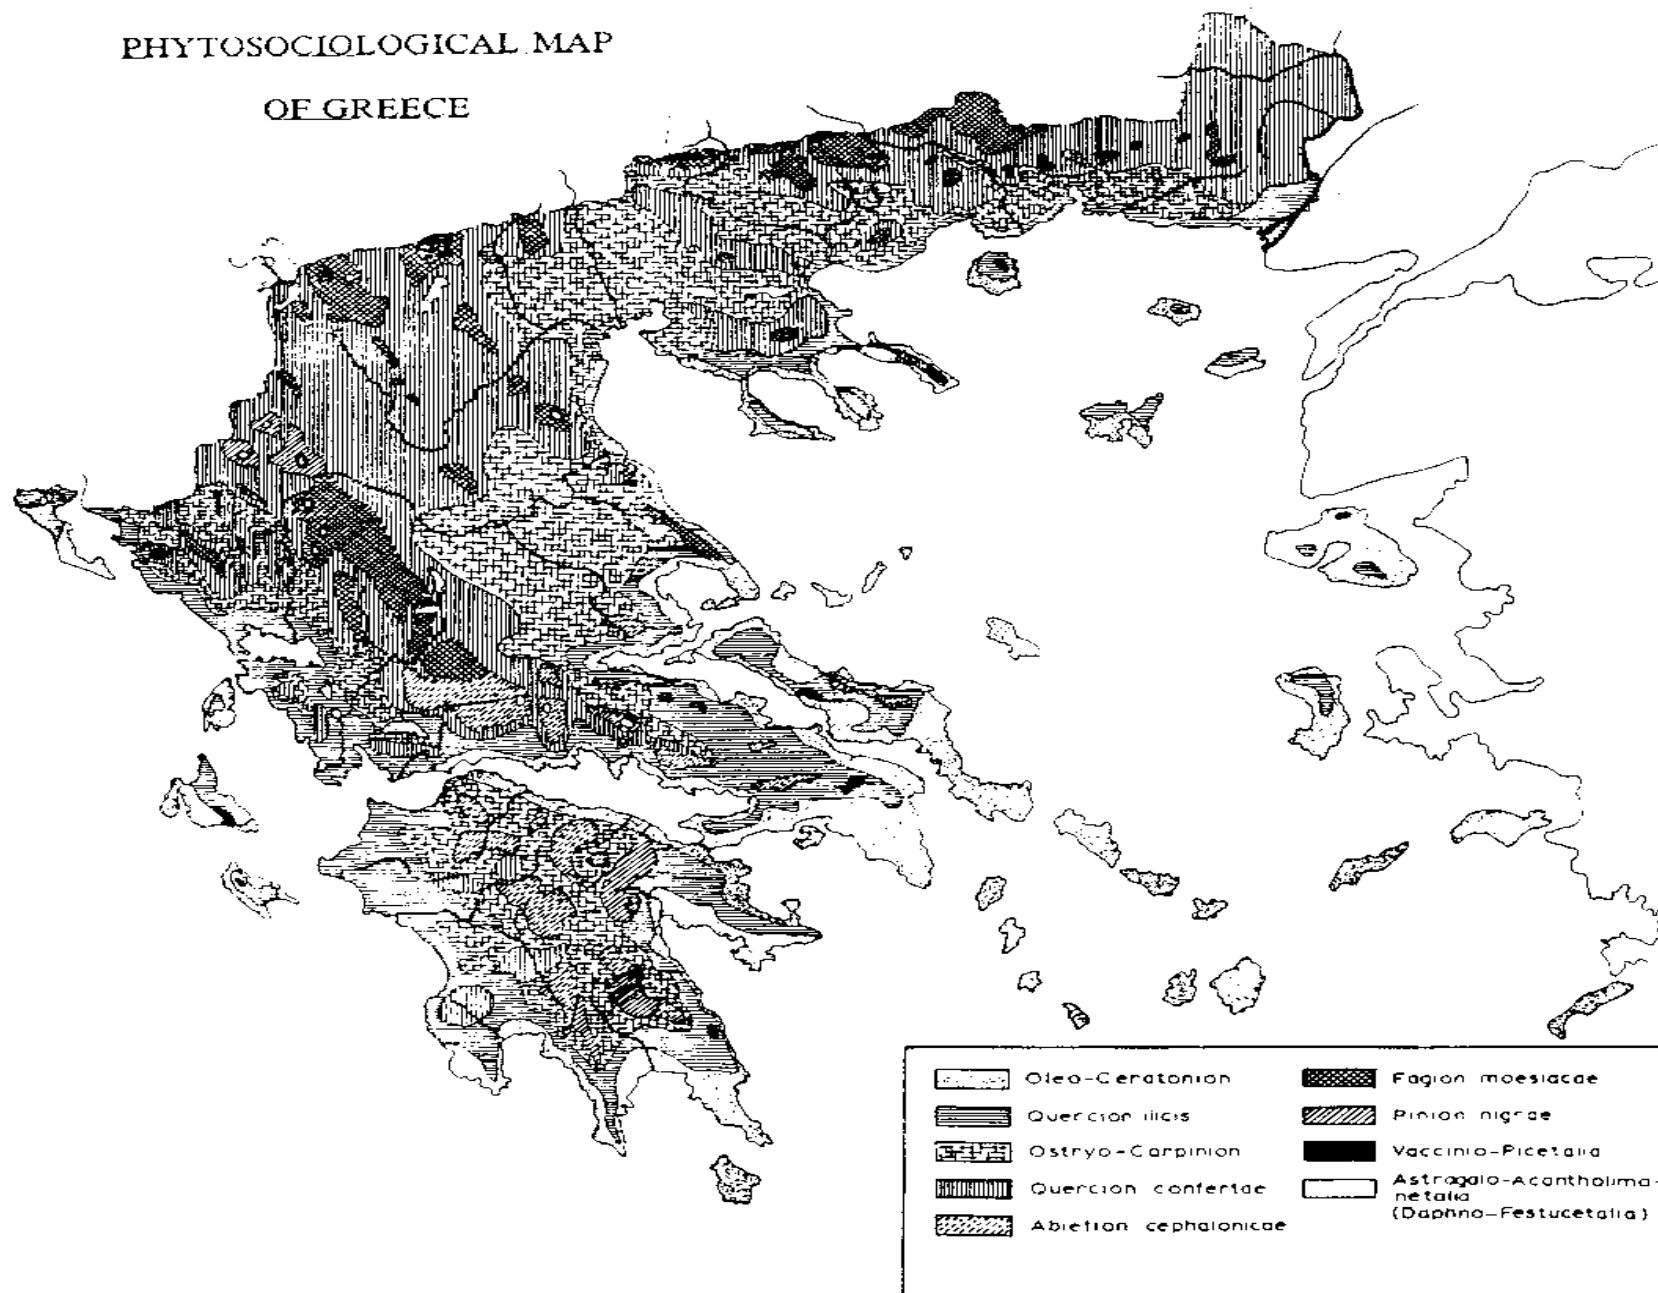 PHYTOSOCIOLOGICAL MAP
OF GREECE
Oleo-Ceratonion
Quercion ilicis
Ostryo-Carpinion
Quercion confertae
Abietion cephalonicae
Fagion moesiacae
Pinion nigrae
Vaccinio-Picetalia
Astragalo-Acantholima-
netalia
(Daphno-Festucetalia)